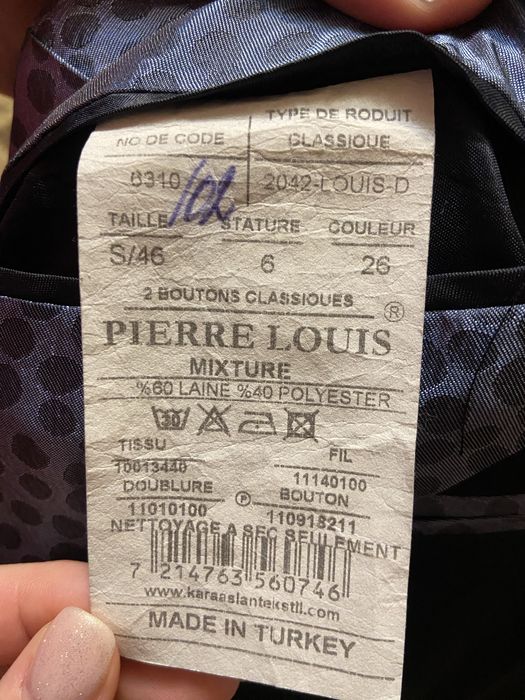 NO DE CODE
TYPE DE RODUIT
CLASSIQUE
6310
/102
2042-LOUIS-D
TAILLE STATURE COULEUR
S/46 6 26
2 BOUTONS CLASSIQUES
PIERRE LOUIS ®
MIXTURE
%60 LAINE %40 POLYESTER
30
TISSU FIL
10013440 11140100
DOUBLURE P BOUTON
11010100 110918211
NETTOYAGE A SEC SEULEMENT
7 214763 560746
www.karaaslantekstil.com
MADE IN TURKEY